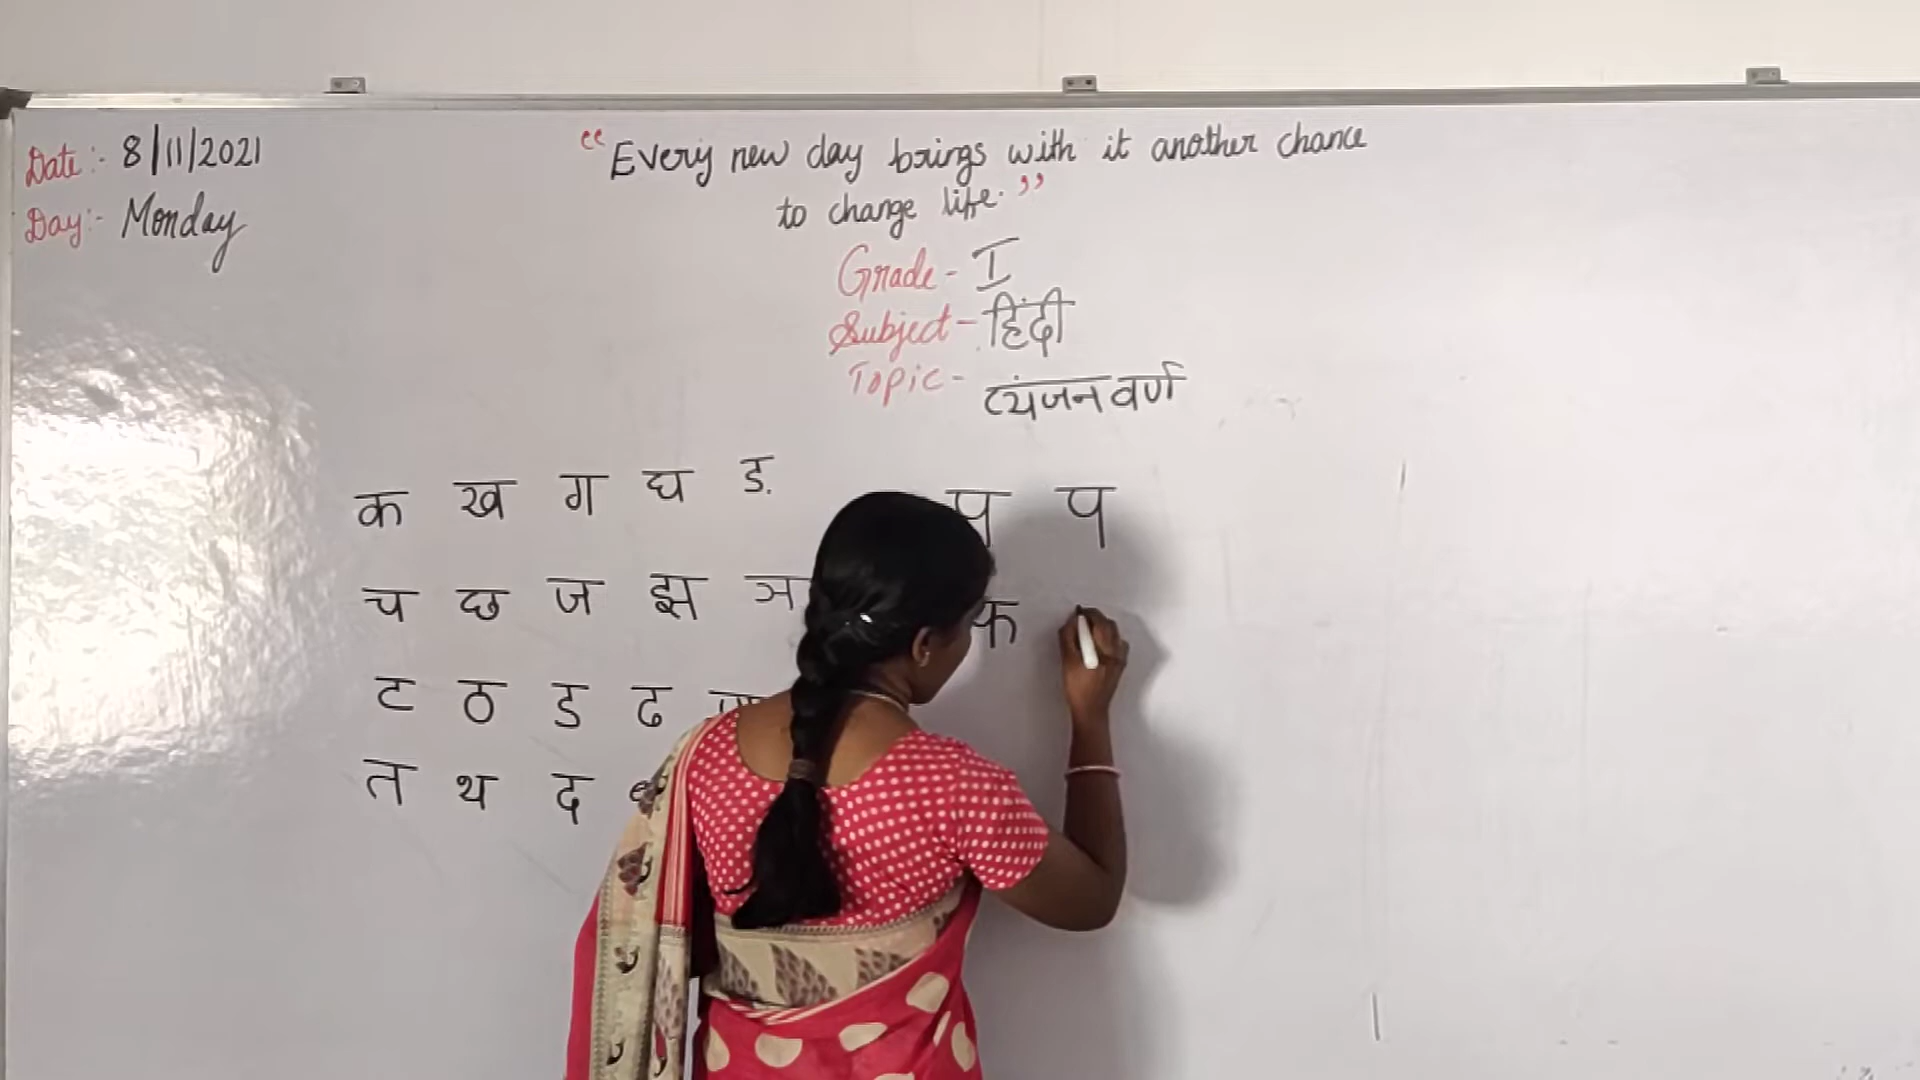 Date:- 8/11/2021
Day:- Monday
“Every new day brings with it another chance
to change life.”
Grade - I
Subject - हिंदी
Topic - व्यंजन वर्ण
क ख ग घ ड.
च छ ज झ ञ
ट ठ ड ढ
त थ द
प प
फ